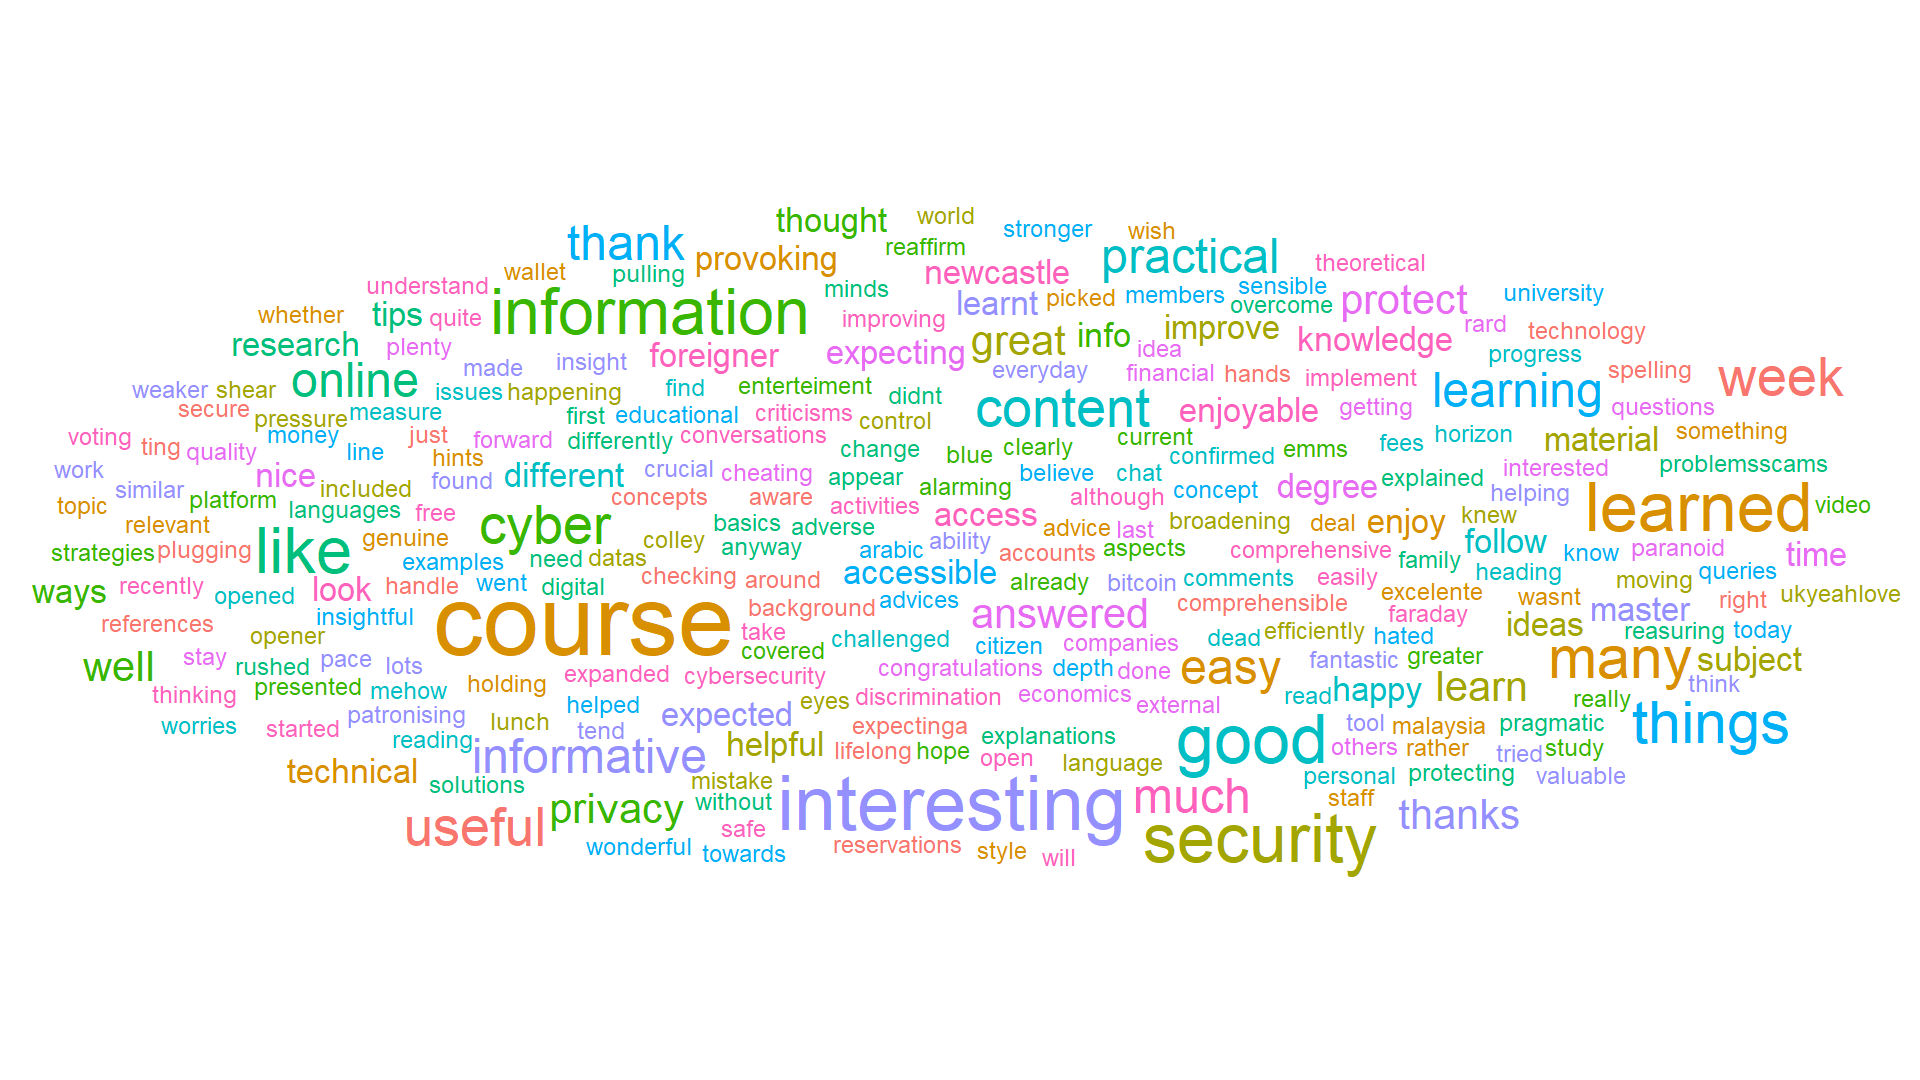 thought world stronger wish
thank provoking reaffirm practical
wallet pulling newcastle theoretical
understand information minds learnt picked members sensible overcome protect university
whether tips quite improving great info improve knowledge rard technology
research plenty made insight foreigner expecting idea progress
online issues happening find enterteiment everyday financial hands implement learning spelling week
weaker shear didnt content enjoyable getting questions
secure pressure measure first educational criticisms control
voting ting money line just forward differently conversations change blue clearly current confirmed emms fees horizon material something
work quality hints nice found different crucial cheating appear believe chat interested problemsscams
topic similar platform included languages free concepts aware activities alarming although concept degree explained helping learned video
relevant genuine like cyber basics adverse access advice last broadening deal enjoy knew
strategies plugging examples need datas colley anyway arabic ability accounts aspects comprehensive family follow know paranoid time
ways recently opened look handle went digital checking around accessible already bitcoin comments easily heading moving queries
references insightful course background advices answered comprehensible excelente faraday wasnt master right ukyeahlove
opener take covered challenged citizen companies dead efficiently hated ideas reasuring today
well stay rushed pace lots expanded cybersecurity congratulations depth done easy fantastic greater many subject
thinking presented mehow holding helped eyes discrimination economics external read happy learn really think
worries started patronising lunch tend expected expectinga explanations good tool malaysia pragmatic things
reading informative helpful lifelong hope open language others rather tried study
technical solutions mistake personal protecting valuable
useful privacy without interesting much staff thanks
safe security
wonderful towards reservations style will